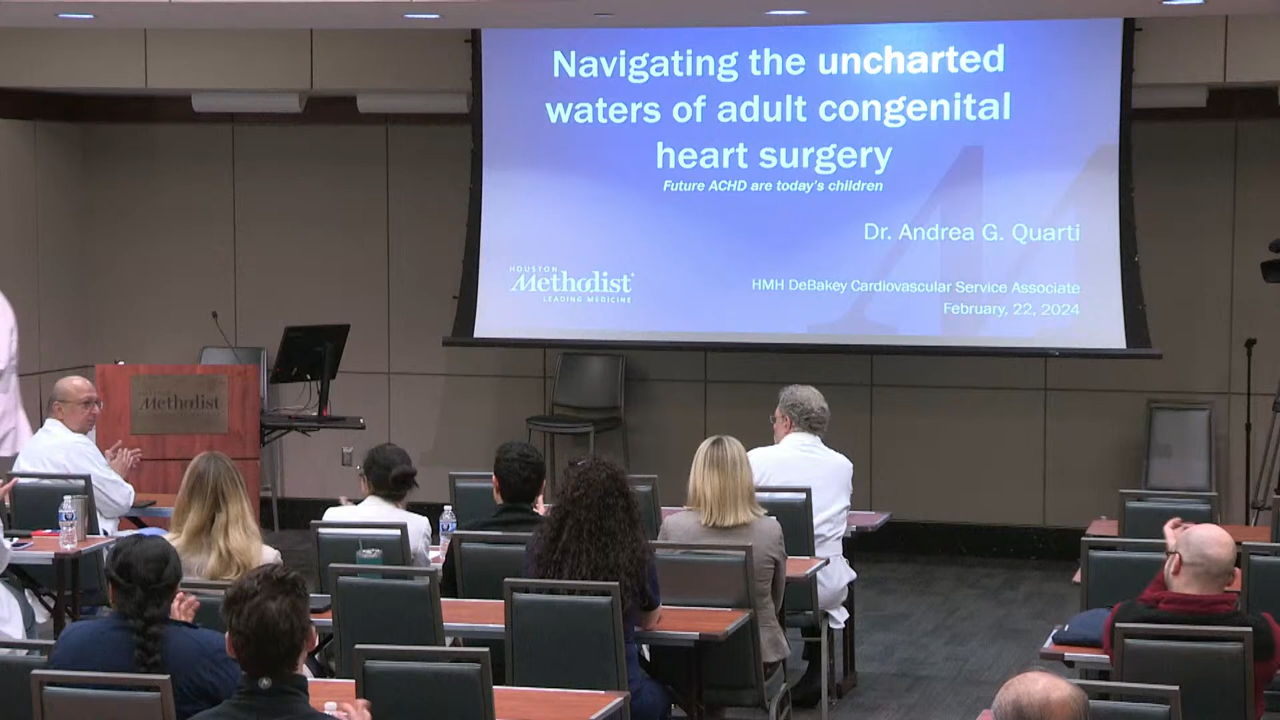 Navigating the uncharted
waters of adult congenital
heart surgery
Future ACHD are today's children
Dr. Andrea G. Quarti
HOUSTON
Methodist
LEADING MEDICINE
HMH DeBakey Cardiovascular Service Associate
February, 22, 2024
Methodist